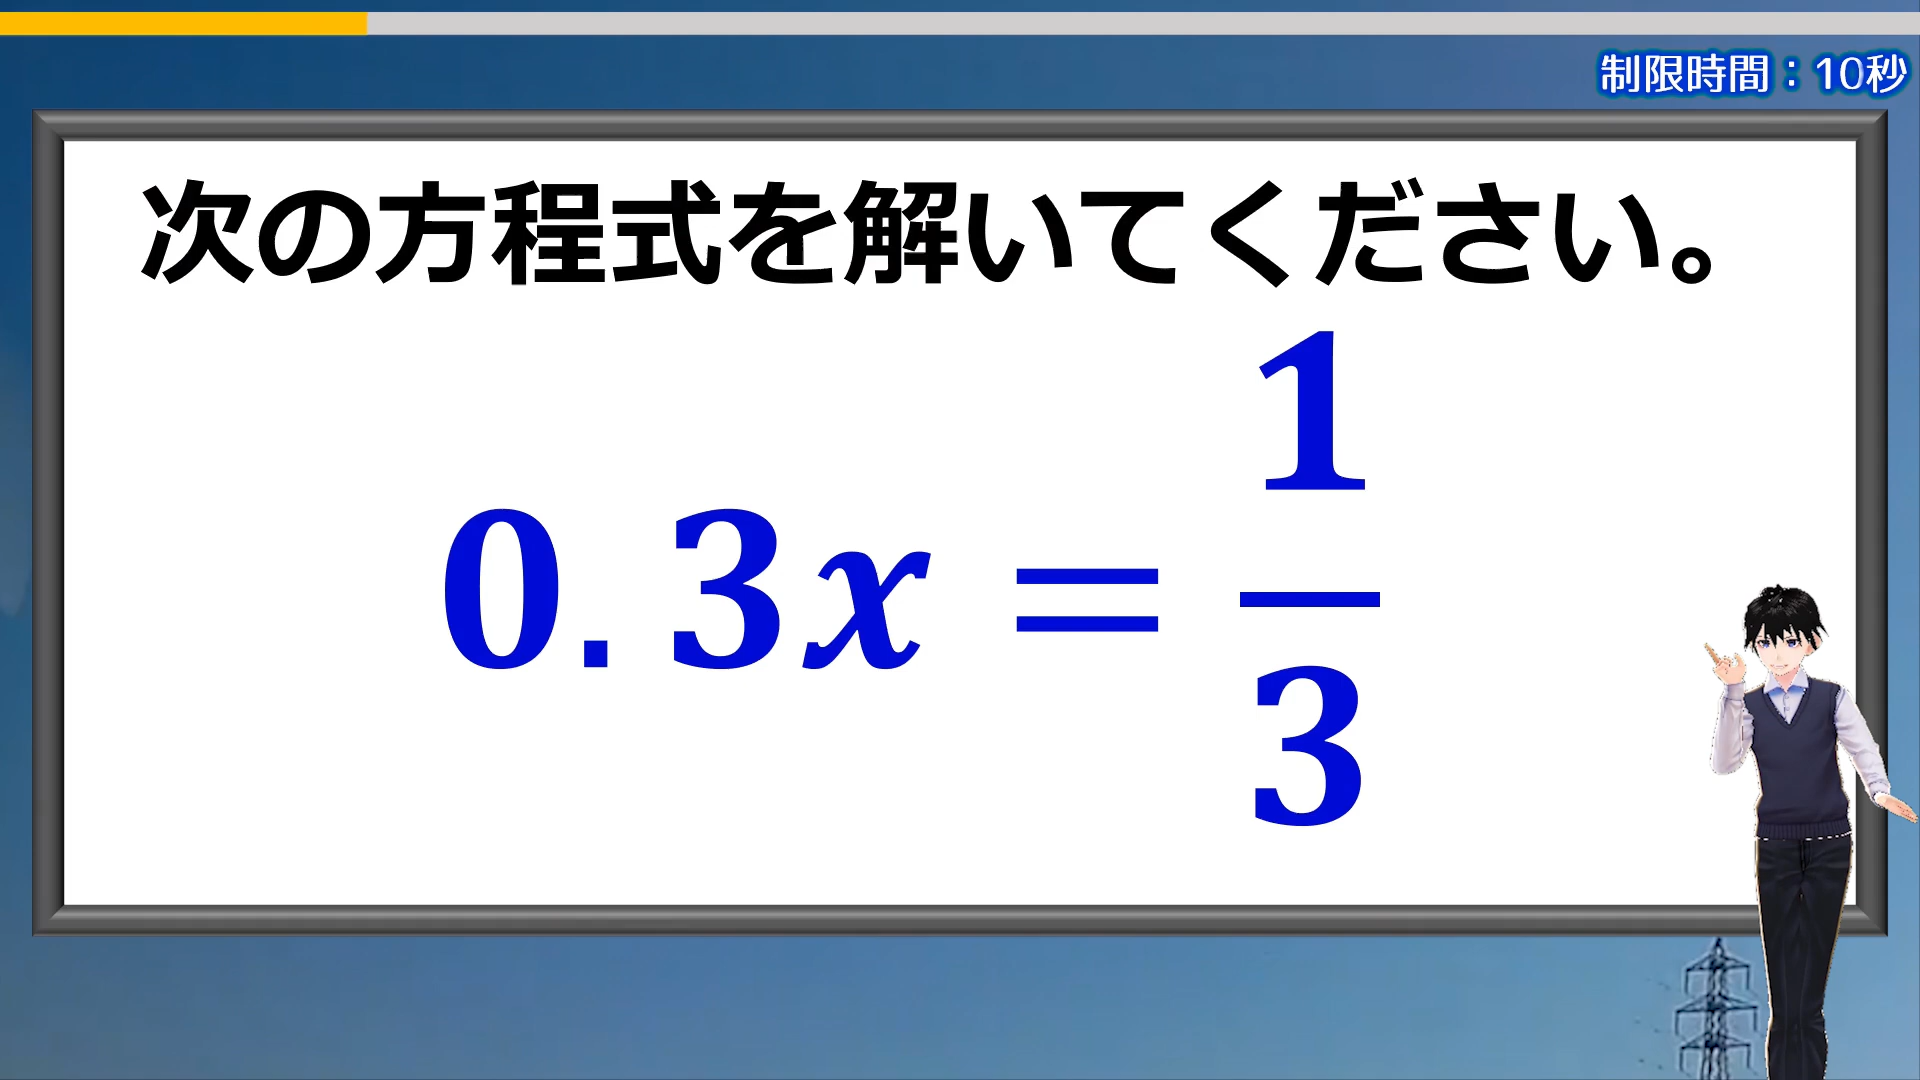 制限時間：10秒
次の方程式を解いてください。
0.3x = 1/3